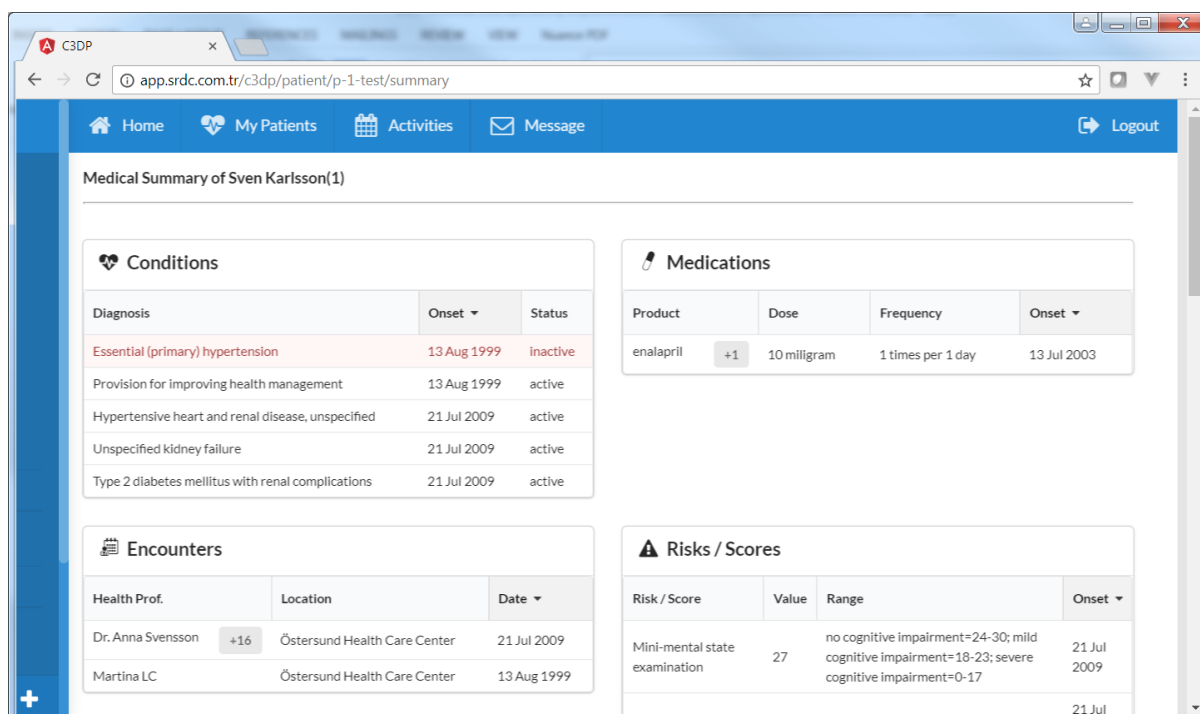 REFERENCES MAILINGS REVIEW VIEW Nuance PDF
C3DP
app.srdc.com.tr/c3dp/patient/p-1-test/summary
Home My Patients Activities Message Logout
Medical Summary of Sven Karlsson(1)
Conditions
Diagnosis Onset Status
Essential (primary) hypertension 13 Aug 1999 inactive
Provision for improving health management 13 Aug 1999 active
Hypertensive heart and renal disease, unspecified 21 Jul 2009 active
Unspecified kidney failure 21 Jul 2009 active
Type 2 diabetes mellitus with renal complications 21 Jul 2009 active
Medications
Product Dose Frequency Onset
enalapril +1 10 miligram 1 times per 1 day 13 Jul 2003
Encounters
Health Prof. Location Date
Dr. Anna Svensson +16 Östersund Health Care Center 21 Jul 2009
Martina LC Östersund Health Care Center 13 Aug 1999
Risks / Scores
Risk / Score Value Range Onset
Mini-mental state examination 27 no cognitive impairment=24-30; mild
cognitive impairment=18-23; severe
cognitive impairment=0-17 21 Jul 2009
21 Jul